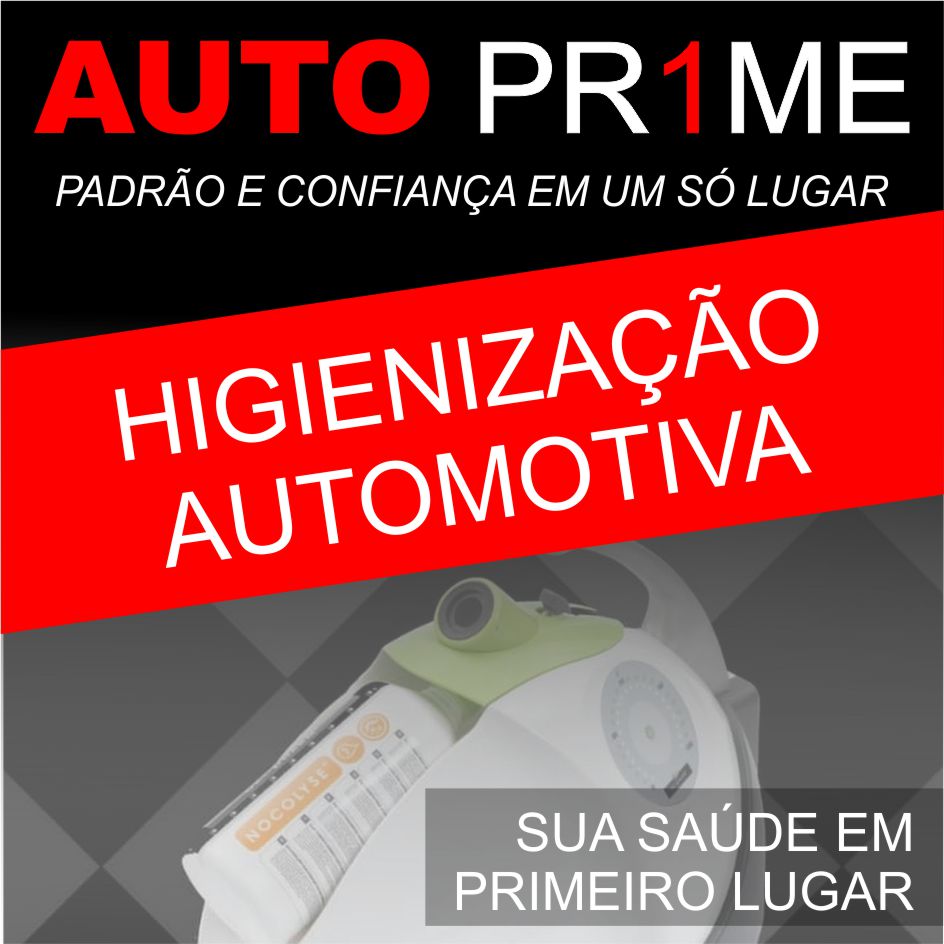 AUTO PR1ME
PADRÃO E CONFIANÇA EM UM SÓ LUGAR
HIGIENIZAÇÃO
AUTOMOTIVA
NOCOLYSE
SUA SAÚDE EM
PRIMEIRO LUGAR